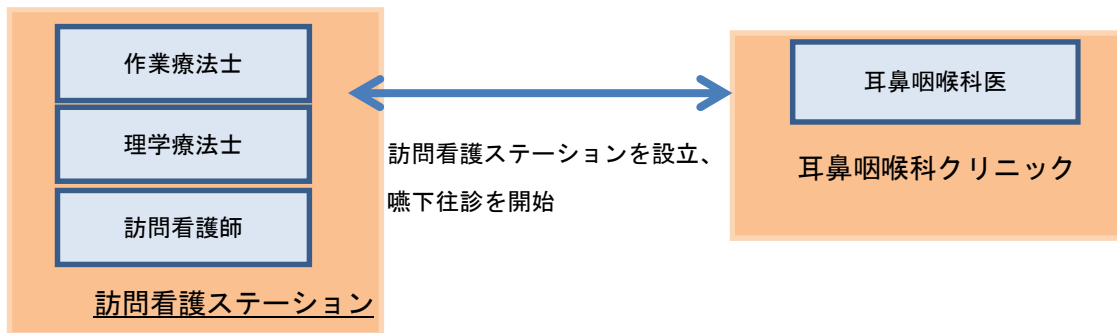 作業療法士
理学療法士
訪問看護師
訪問看護ステーション
訪問看護ステーションを設立、
嚥下往診を開始
耳鼻咽喉科医
耳鼻咽喉科クリニック